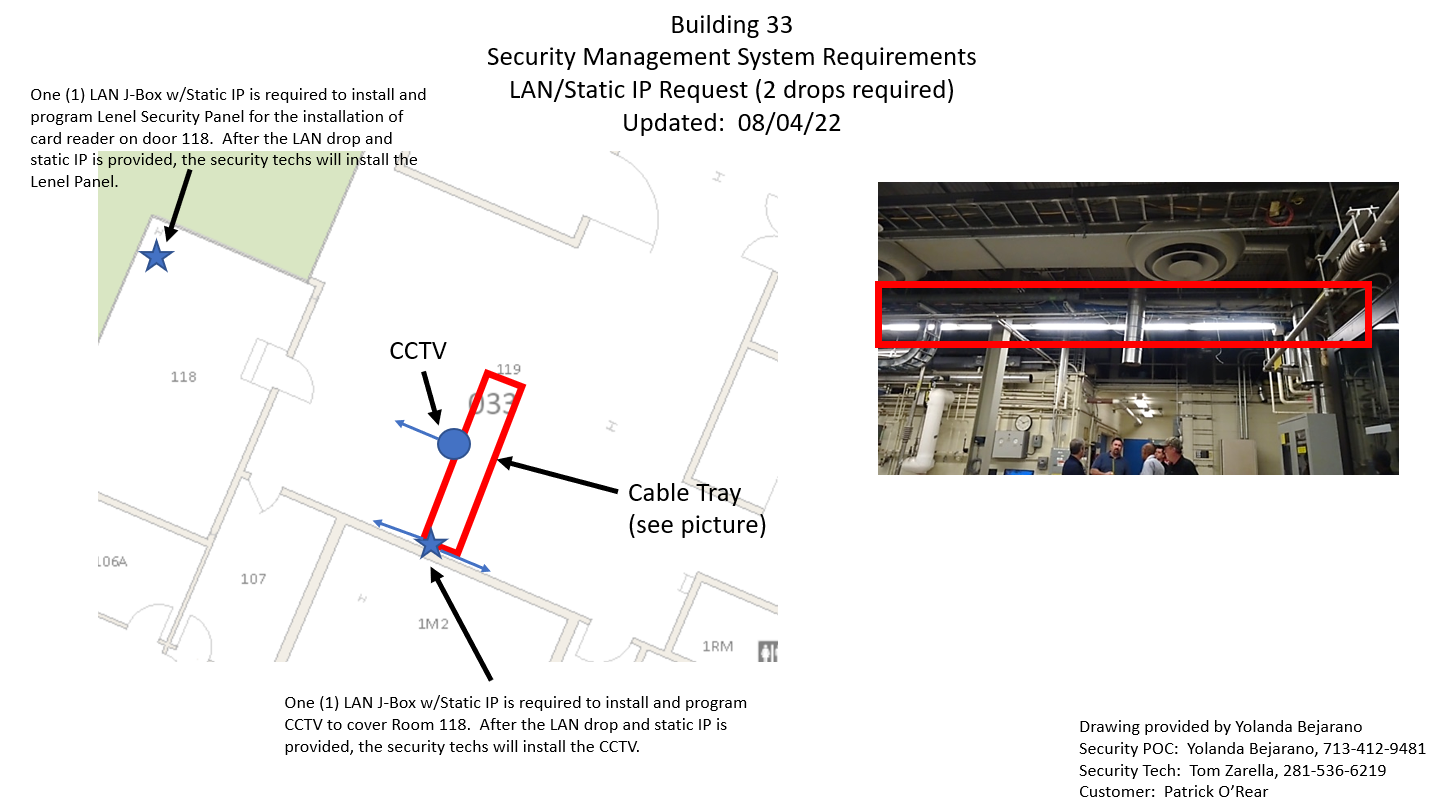 Building 33
Security Management System Requirements
LAN/Static IP Request (2 drops required)
Updated:  08/04/22
One (1) LAN J-Box w/Static IP is required to install and
program Lenel Security Panel for the installation of
card reader on door 118.  After the LAN drop and
static IP is provided, the security techs will install the
Lenel Panel.
H
H
118
CCTV
119
033
H
Cable Tray
(see picture)
106A
107
H
1M2
1RM
One (1) LAN J-Box w/Static IP is required to install and program
CCTV to cover Room 118.  After the LAN drop and static IP is
provided, the security techs will install the CCTV.
Drawing provided by Yolanda Bejarano
Security POC:  Yolanda Bejarano, 713-412-9481
Security Tech:  Tom Zarella, 281-536-6219
Customer:  Patrick O’Rear